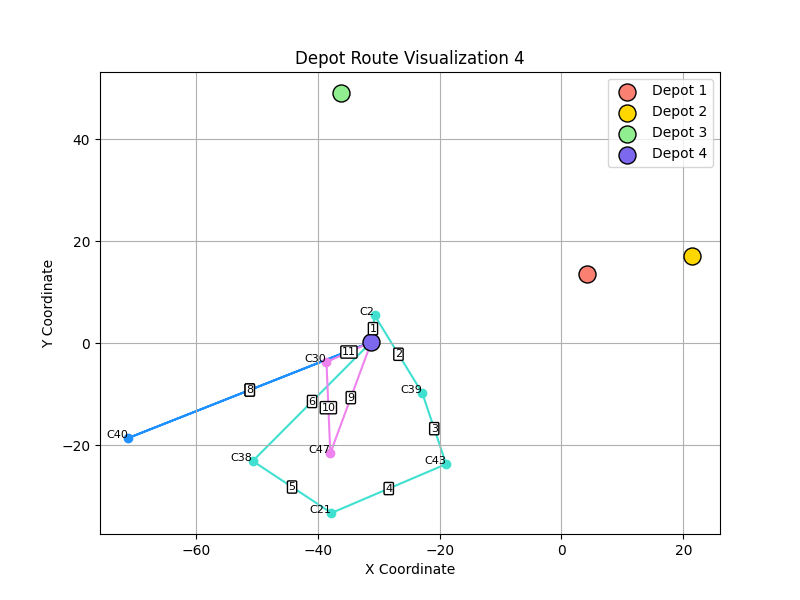 Depot Route Visualization 4
Depot 1
Depot 2
Depot 3
Depot 4
Y Coordinate
40
20
0
−20
C2
1
C30
11
2
C39
8
6
9
10
C40
3
C47
C38
C43
5
4
C21
−60
−40
−20
0
20
X Coordinate